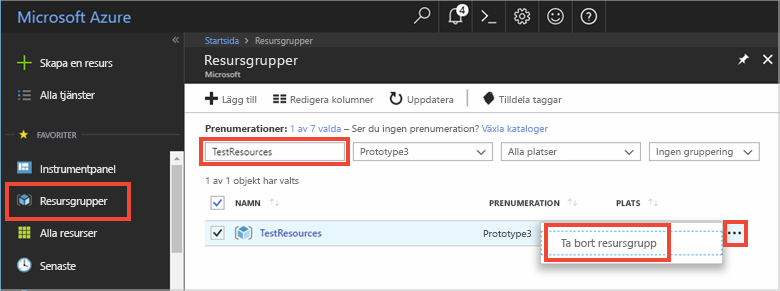 Microsoft Azure
4
Skapa en resurs
Alla tjänster
FAVORITER
Instrumentpanel
Resursgrupper
Alla resurser
Senaste
Startsida > Resursgrupper
Resursgrupper
Microsoft
Lägg till
Redigera kolumner
Uppdatera
Tilldela taggar
Prenumerationer: 1 av 7 valda – Ser du ingen prenumeration? Växla kataloger
TestResources
Prototype3
Alla platser
Ingen gruppering
1 av 1 objekt har valts
NAMN
PRENUMERATION
PLATS
TestResources
Prototype3
Ta bort resursgrupp